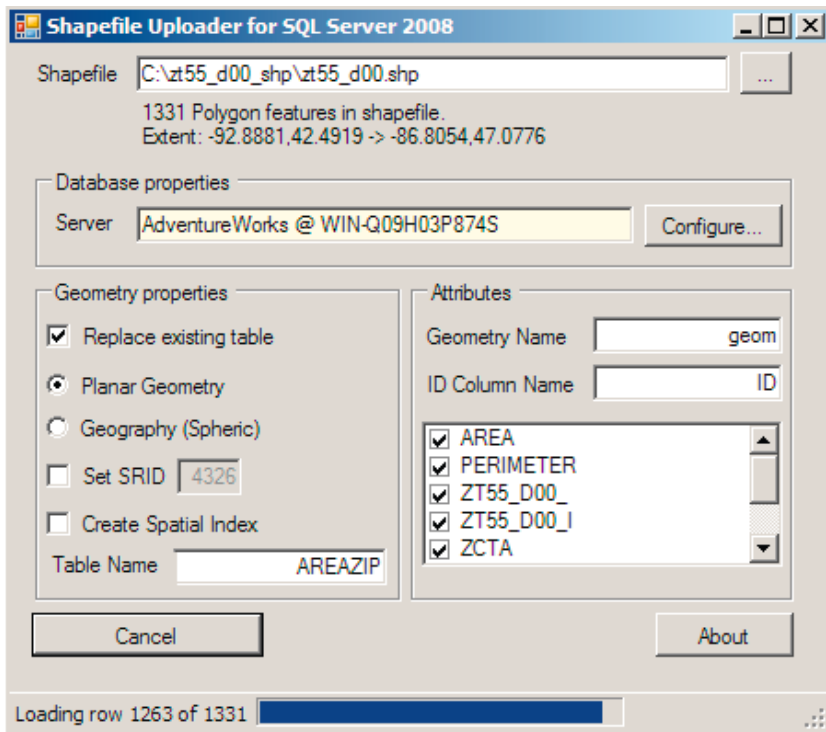 Shapefile Uploader for SQL Server 2008
Shapefile C:\zt55_d00_shp\zt55_d00.shp ...
1331 Polygon features in shapefile.
Extent: -92.8881,42.4919 -> -86.8054,47.0776
Database properties
Server AdventureWorks @ WIN-Q09H03P874S Configure...
Geometry properties
Replace existing table
Planar Geometry
Geography (Spheric)
Set SRID 4326
Create Spatial Index
Table Name AREAZIP
Attributes
Geometry Name geom
ID Column Name ID
AREA
PERIMETER
ZT55_D00_
ZT55_D00_I
ZCTA
Cancel
About
Loading row 1263 of 1331